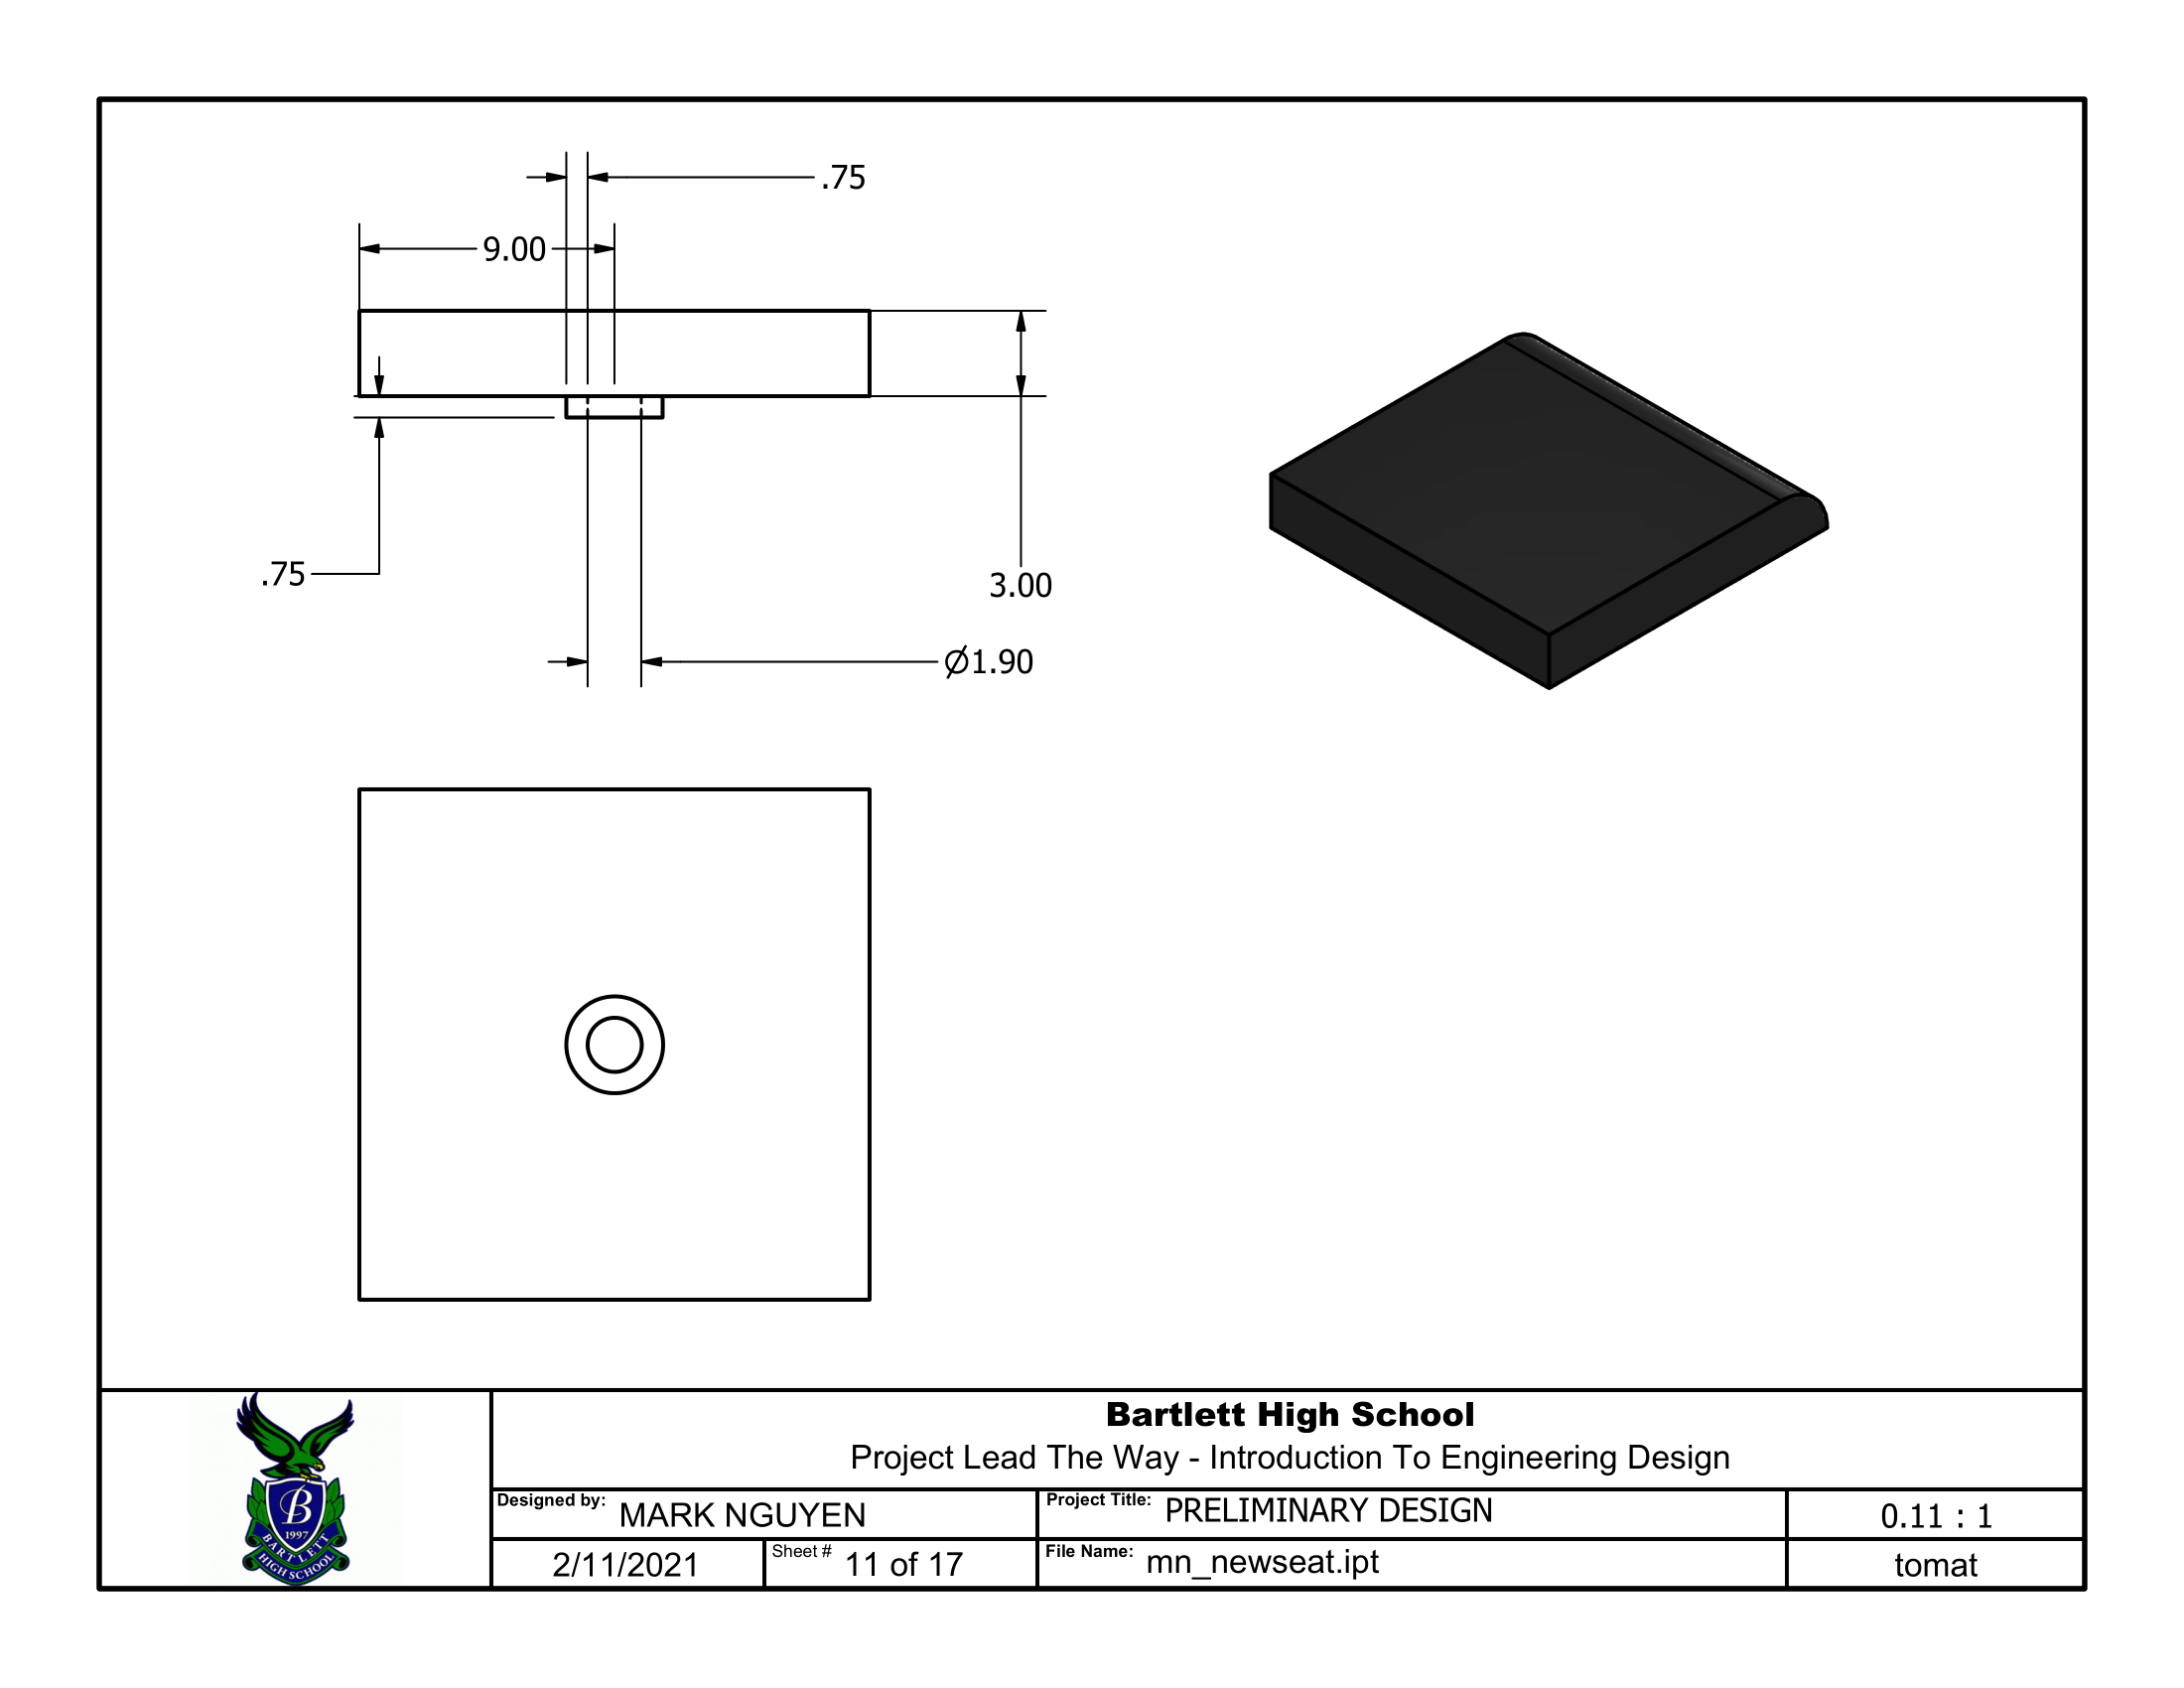 .75
9.00
.75
3.00
⌀1.90
Bartlett High School
Project Lead The Way - Introduction To Engineering Design
Designed by: MARK NGUYEN
Project Title: PRELIMINARY DESIGN
0.11 : 1
2/11/2021
Sheet # 11 of 17
File Name: mn_newseat.ipt
tomat
B
1997
BARTLETT
HIGH SCHOOL